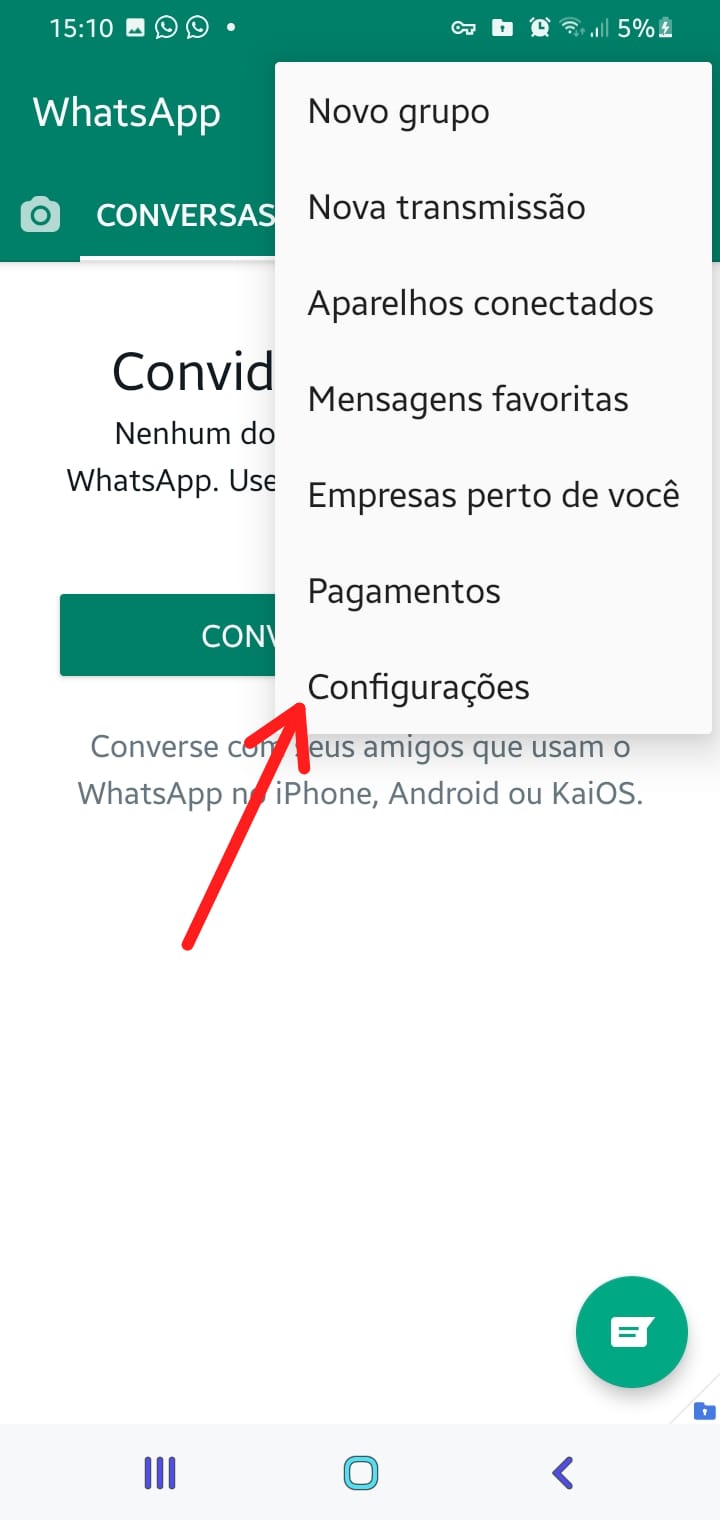 15:10
5%
WhatsApp
CONVERSAS
Novo grupo
Nova transmissão
Aparelhos conectados
Mensagens favoritas
Empresas perto de você
Pagamentos
Configurações
Convid
Nenhum do
WhatsApp. Use
CONV
Converse com seus amigos que usam o
WhatsApp no iPhone, Android ou KaiOS.